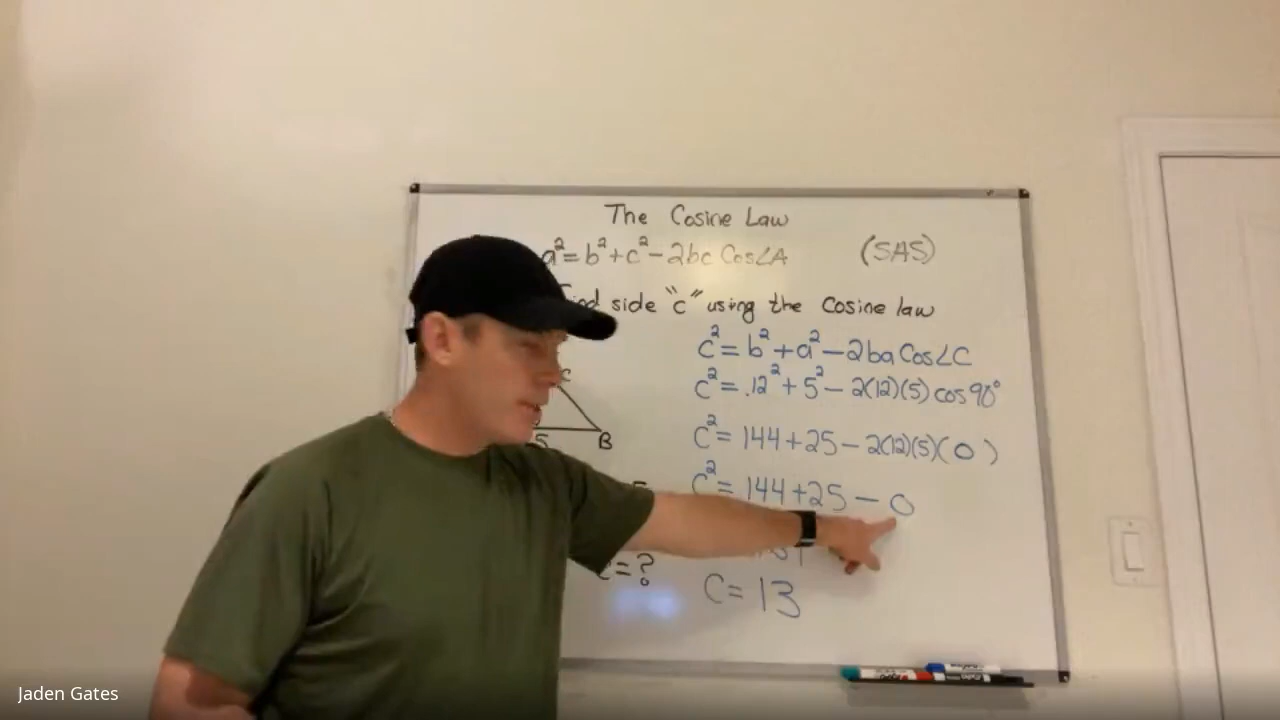 The Cosine Law
a²=b²+c²-2bc Cos∠A (SAS)
side "c" using the Cosine law
c²=b²+a²-2ba Cos∠C
c²=.12²+5²-2(12)(5) cos 90°
c²=144+25-2(12)(5)(0)
c²=144+25-0
C
5 B
=?
C=13
Jaden Gates